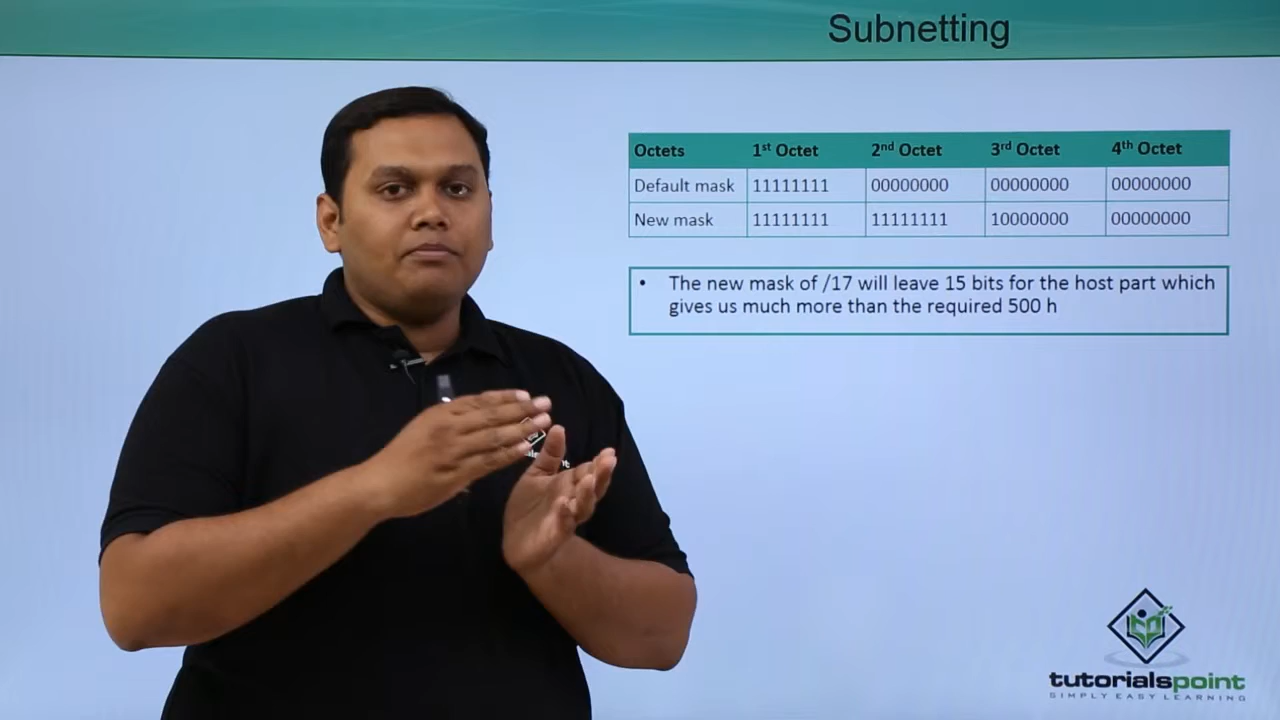 Subnetting
Octets 1st Octet 2nd Octet 3rd Octet 4th Octet
Default mask 11111111 00000000 00000000 00000000
New mask 11111111 11111111 10000000 00000000
• The new mask of /17 will leave 15 bits for the host part which
gives us much more than the required 500 h
tutorialspoint
SIMPLY EASY LEARNING